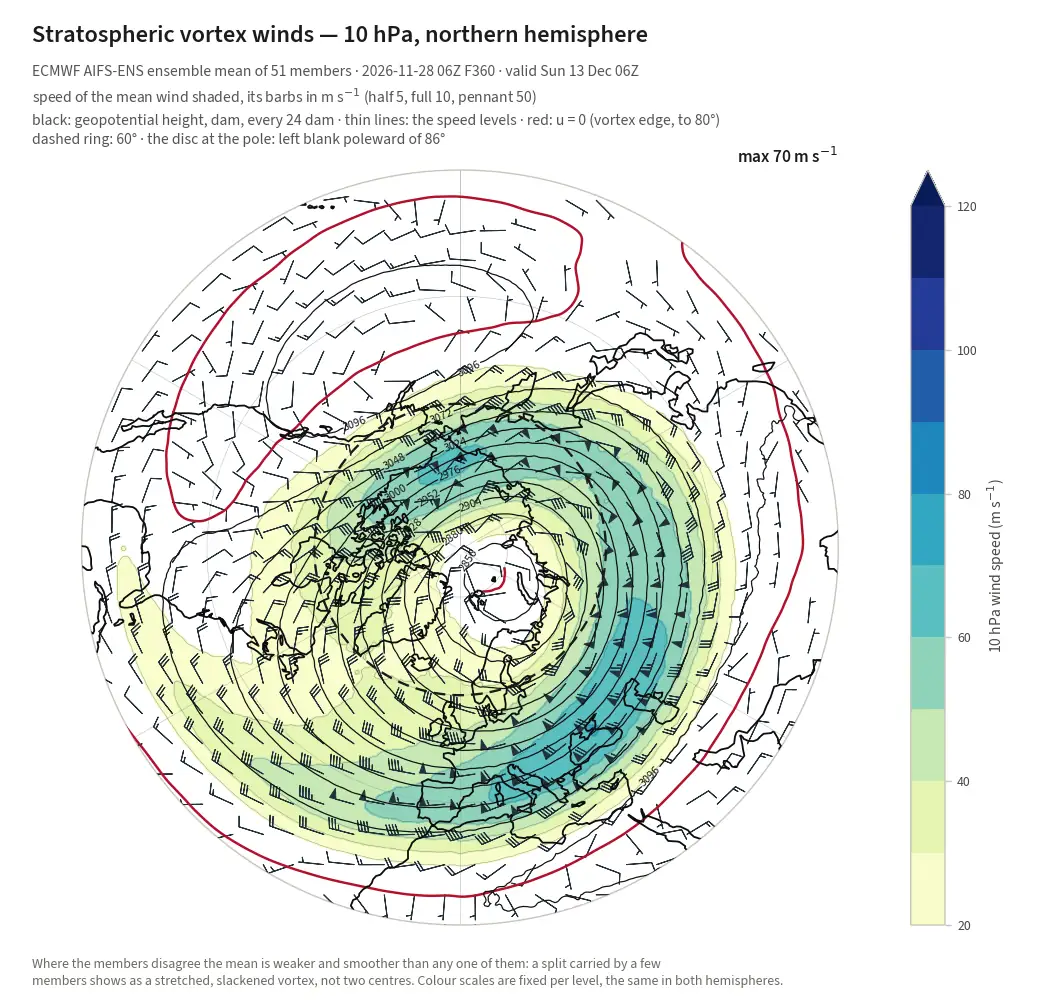 Stratospheric vortex winds — 10 hPa, northern hemisphere
ECMWF AIFS-ENS ensemble mean of 51 members · 2026-11-28 06Z F360 · valid Sun 13 Dec 06Z
speed of the mean wind shaded, its barbs in m s⁻¹ (half 5, full 10, pennant 50)
black: geopotential height, dam, every 24 dam · thin lines: the speed levels · red: u = 0 (vortex edge, to 80°)
dashed ring: 60° · the disc at the pole: left blank poleward of 86°
max 70 m s⁻¹
120
100
80
60
40
20
10 hPa wind speed (m s⁻¹)
3096
3096
3072
3024
3048
2976
3000
2952
2904
3096
Where the members disagree the mean is weaker and smoother than any one of them: a split carried by a few
members shows as a stretched, slackened vortex, not two centres. Colour scales are fixed per level, the same in both hemispheres.